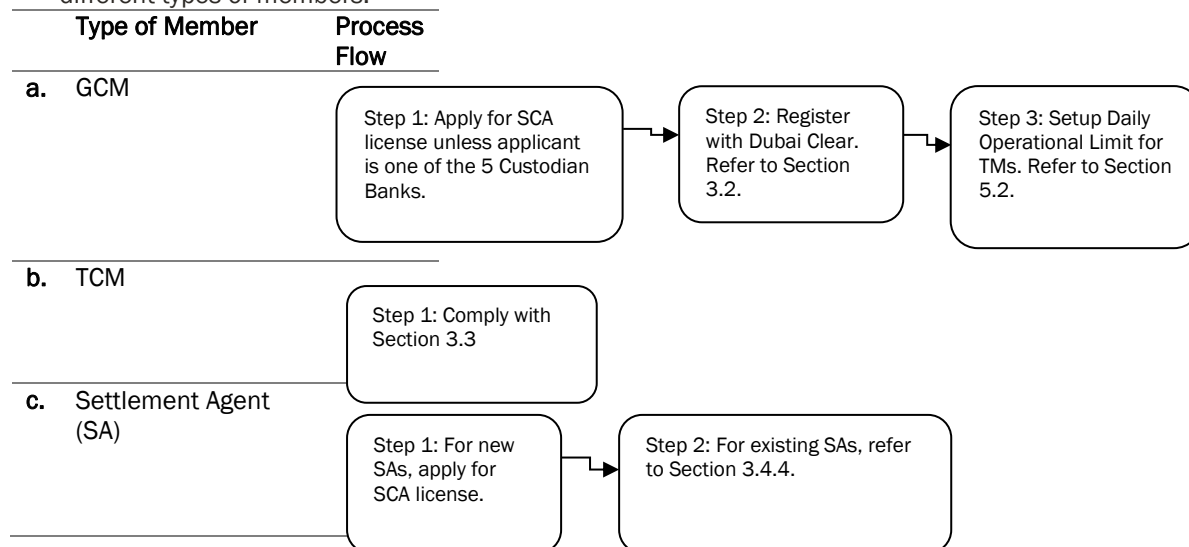 different types of members.
Type of Member Process
Flow
a. GCM
Step 1: Apply for SCA
license unless applicant
is one of the 5 Custodian
Banks.
Step 2: Register
with Dubai Clear.
Refer to Section
3.2.
Step 3: Setup Daily
Operational Limit for
TMs. Refer to Section
5.2.
b. TCM
Step 1: Comply with
Section 3.3
c. Settlement Agent
(SA)
Step 1: For new
SAs, apply for
SCA license.
Step 2: For existing SAs, refer
to Section 3.4.4.